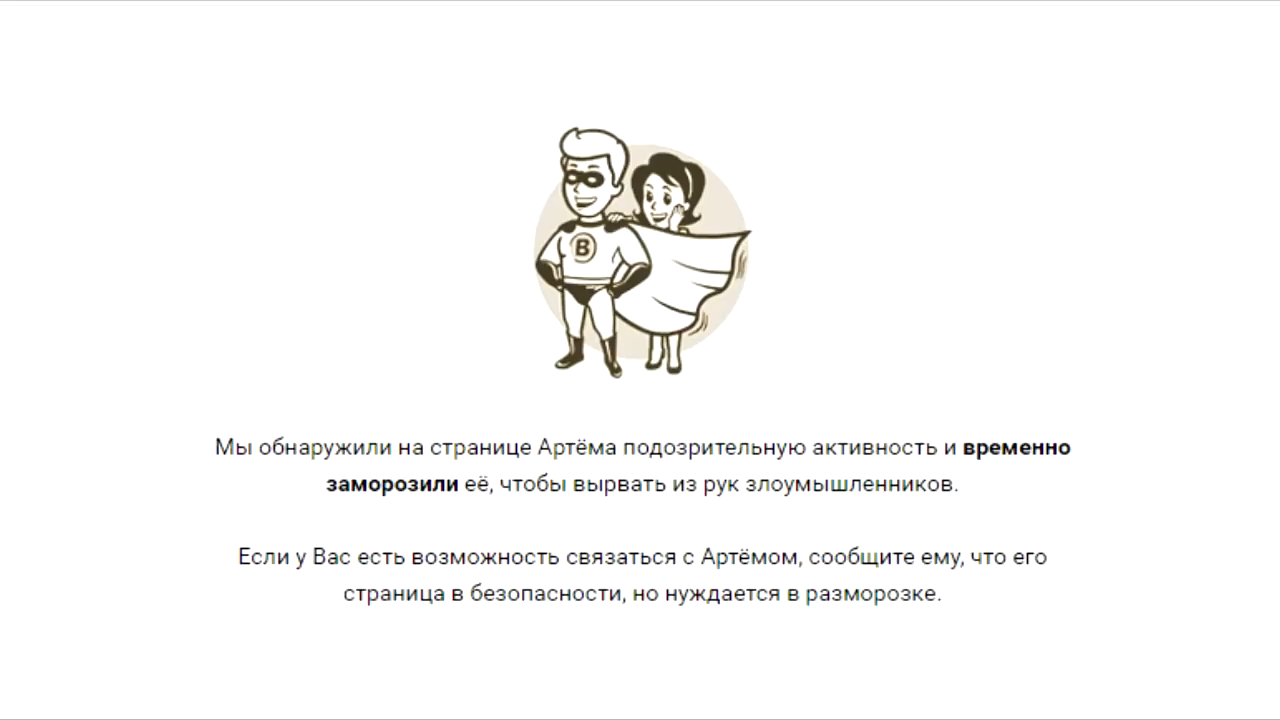 В
Мы обнаружили на странице Артёма подозрительную активность и временно
заморозили её, чтобы вырвать из рук злоумышленников.
Если у Вас есть возможность связаться с Артёмом, сообщите ему, что его
страница в безопасности, но нуждается в разморозке.